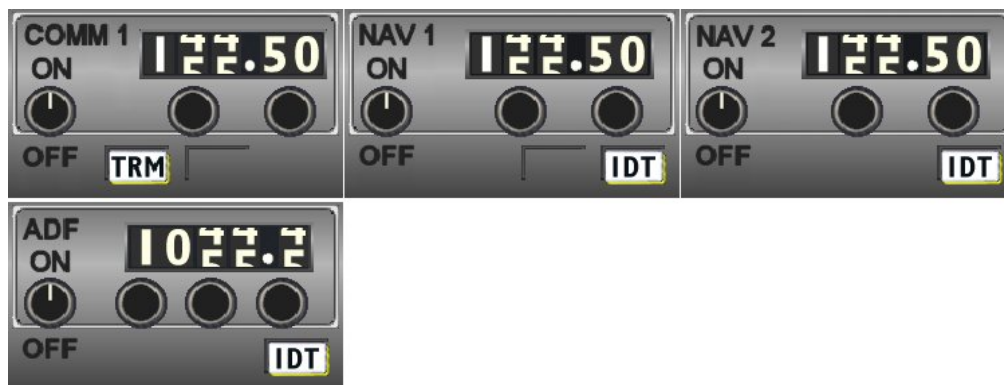 COMM 1
ON
OFF
TRM
NAV 1
ON
OFF
IDT
NAV 2
ON
OFF
IDT
ADF
ON
OFF
IDT